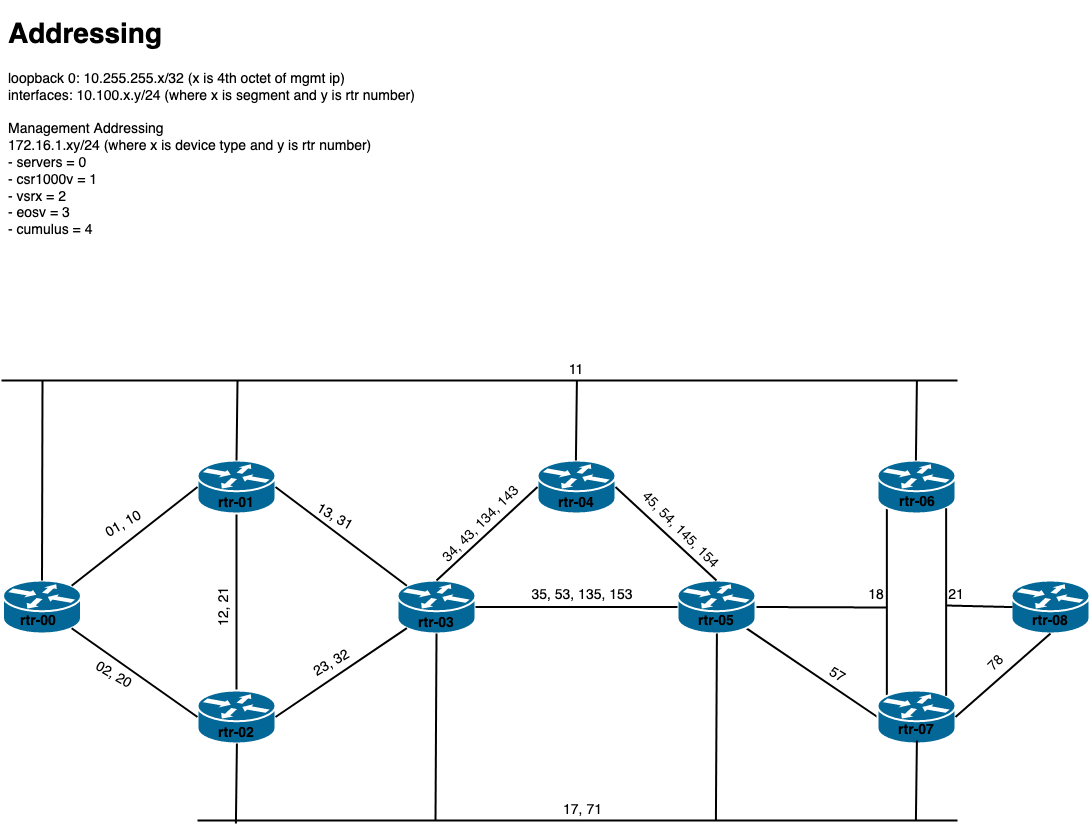 Addressing
loopback 0: 10.255.255.x/32 (x is 4th octet of mgmt ip)
interfaces: 10.100.x.y/24 (where x is segment and y is rtr number)
Management Addressing
172.16.1.xy/24 (where x is device type and y is rtr number)
- servers = 0
- csr1000v = 1
- vsrx = 2
- eosv = 3
- cumulus = 4
11
rtr-01
rtr-04
rtr-06
01, 10
13, 31
34, 43, 134, 143
45, 54, 145, 154
12, 21
35, 53, 135, 153
18
21
rtr-00
rtr-03
rtr-05
rtr-08
02, 20
23, 32
57
78
rtr-02
rtr-07
17, 71